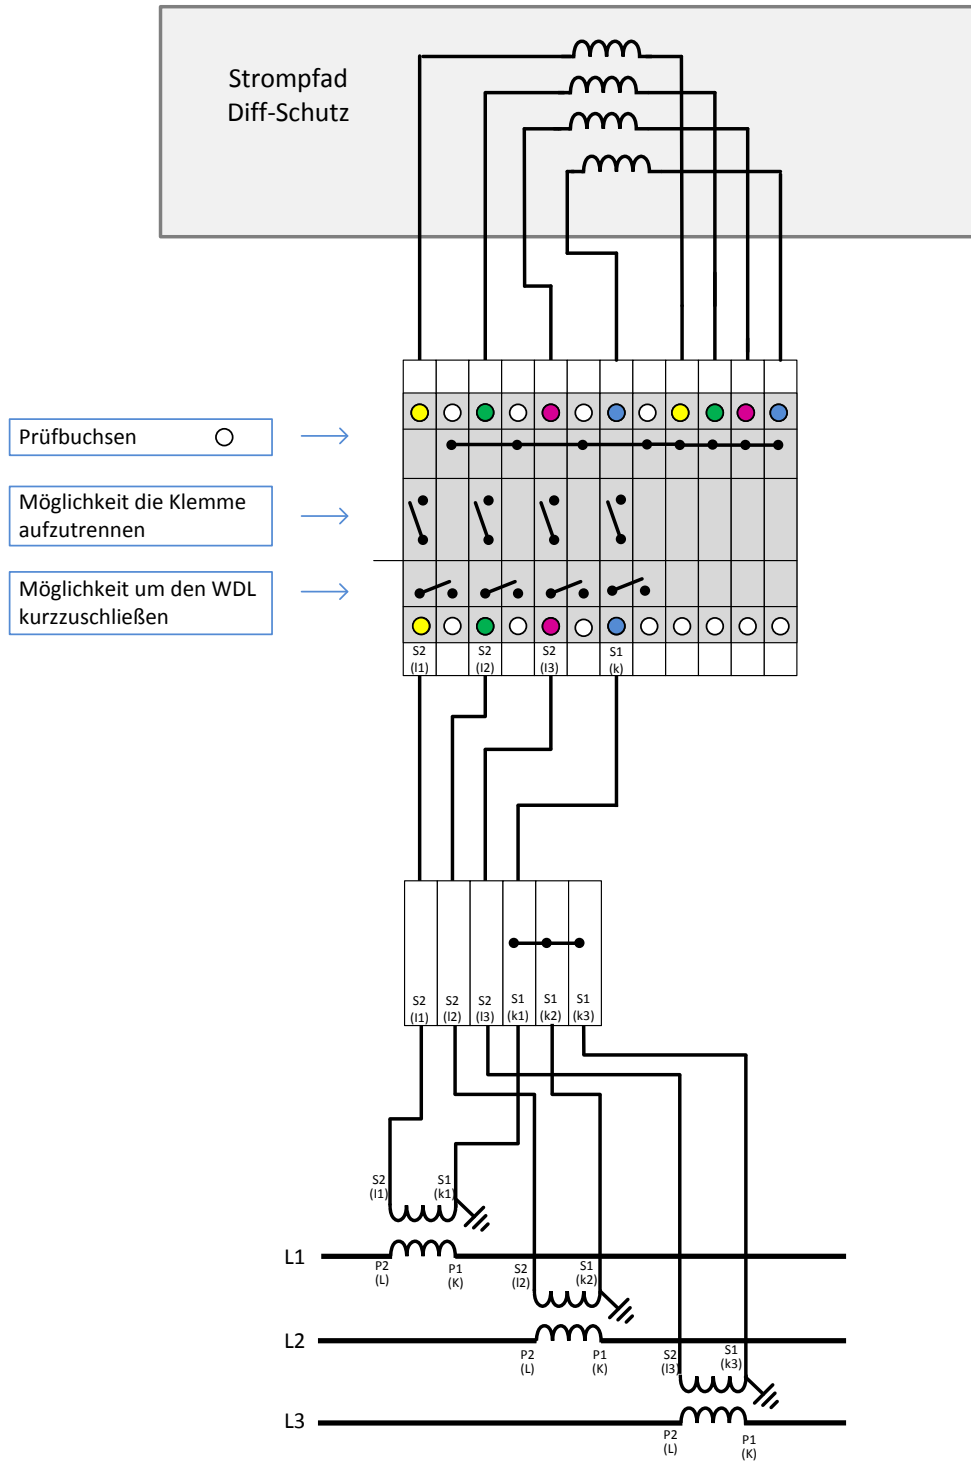 Strompfad
Diff-Schutz
Prüfbuchsen
Möglichkeit die Klemme
aufzutrennen
Möglichkeit um den WDL
kurzzuschließen
S2 S2 S2 S1
(l1) (l2) (l3) (k)
S2 S2 S2 S1 S1 S1
(l1) (l2) (l3) (k1) (k2) (k3)
S2 S1
(l1) (k1)
L1
P2 P1
(L) (K)
S2 S1
(l2) (k2)
L2
P2 P1
(L) (K)
S2 S1
(l3) (k3)
L3
P2 P1
(L) (K)